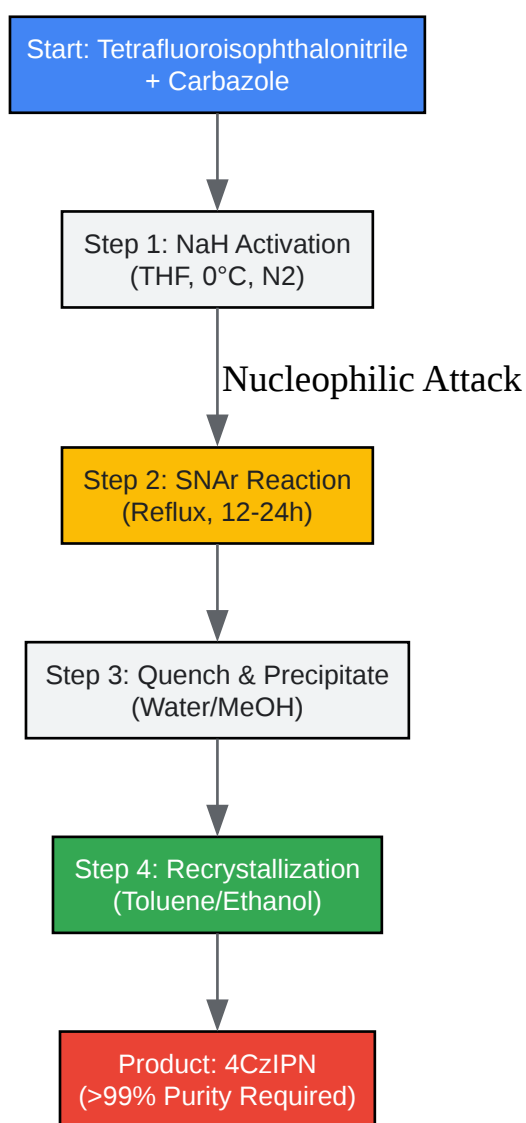 Start: Tetrafluoroisophthalonitrile
+ Carbazole
Step 1: NaH Activation
(THF, 0°C, N2)
Nucleophilic Attack
Step 2: SNAr Reaction
(Reflux, 12-24h)
Step 3: Quench & Precipitate
(Water/MeOH)
Step 4: Recrystallization
(Toluene/Ethanol)
Product: 4CzIPN
(>99% Purity Required)